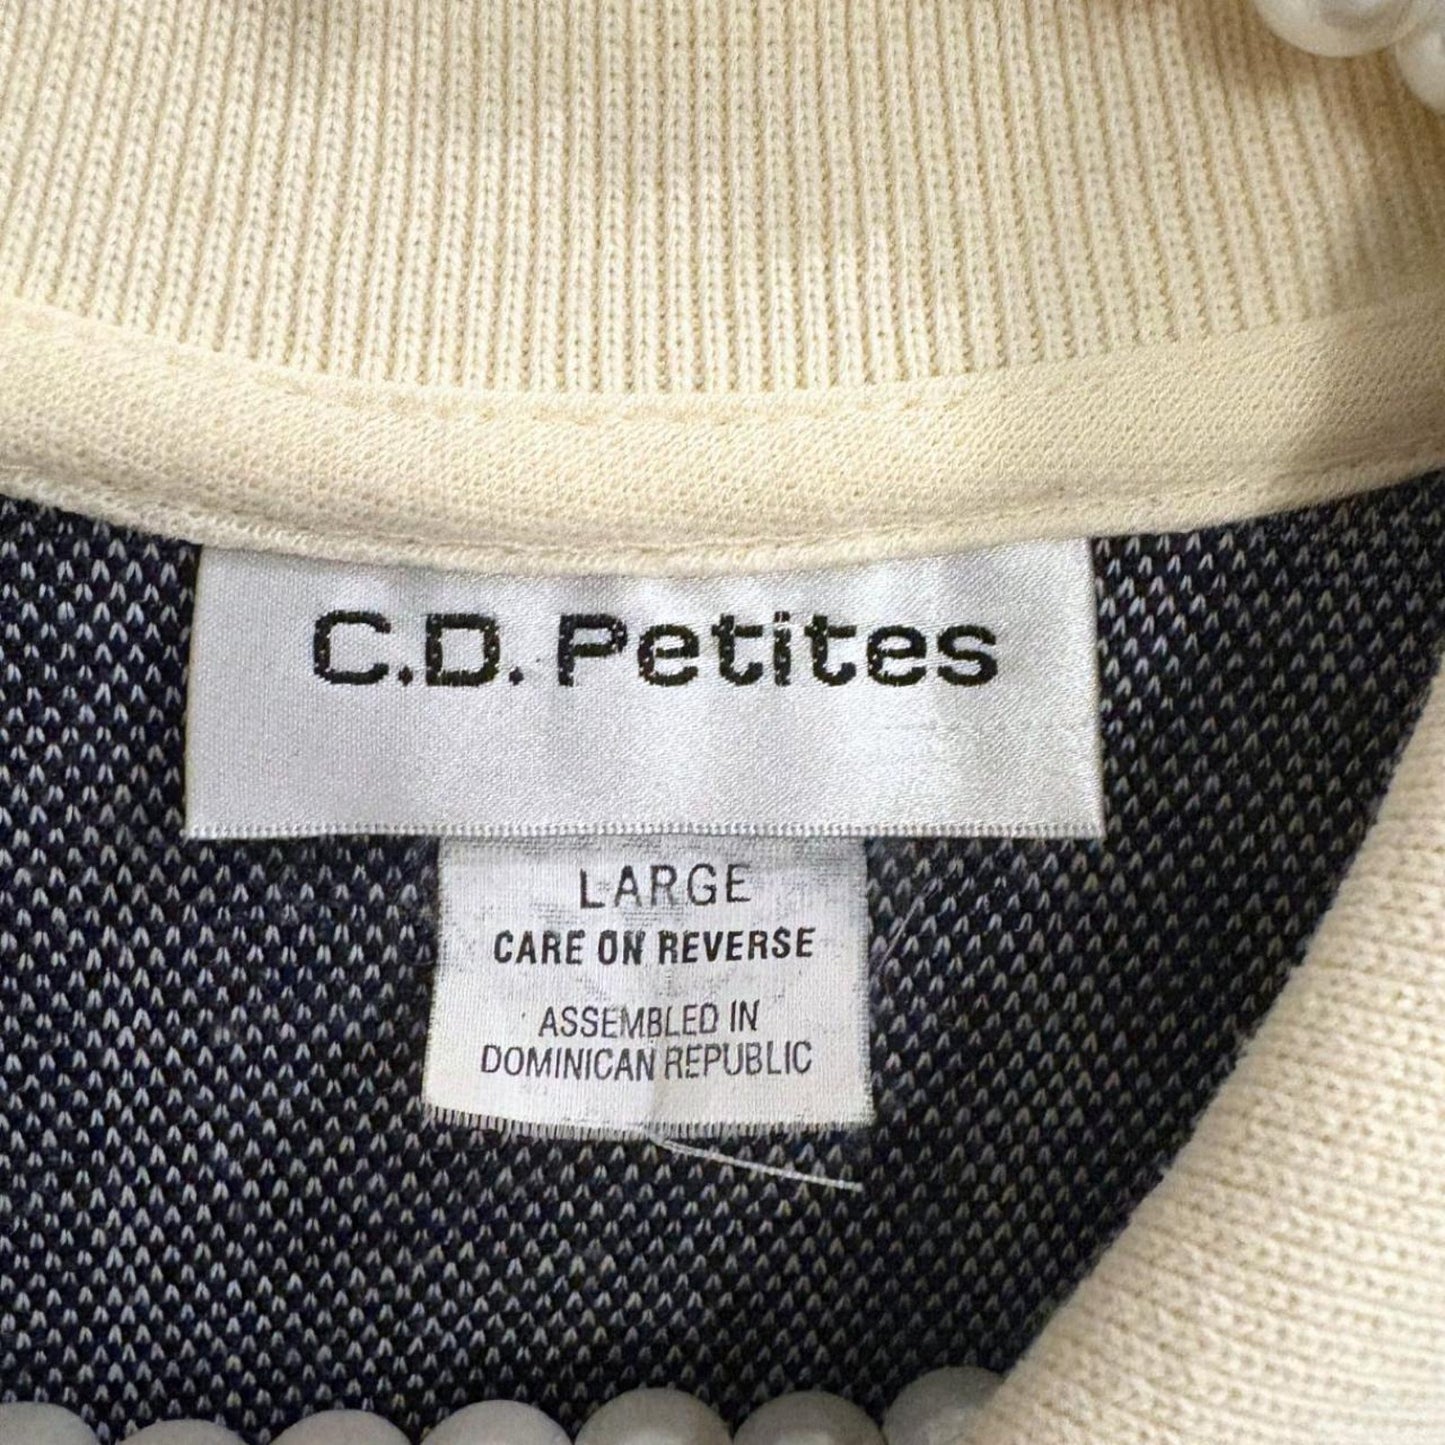 C.D. Petites
LARGE
CARE ON REVERSE
ASSEMBLED IN
DOMINICAN REPUBLIC